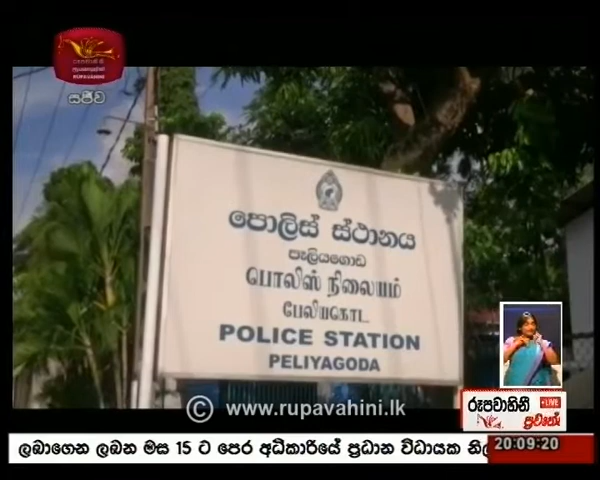 සජීව
පොලිස් ස්ථානය
පෑලියගොඩ
பொலிஸ் நிலையம்
பேலியகொட
POLICE STATION
PELIYAGODA
© www.rupavahini.lk
රූපවාහිනී LIVE
ප්‍රවෘත්ති
ලබාගෙන ලබන මස 15 ට පෙර අධිකාරියේ ප්‍රධාන විධායක
20:09:20